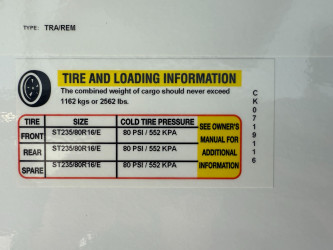 TYPE: TRA/REM
TIRE AND LOADING INFORMATION
The combined weight of cargo should never exceed
1162 kgs or 2562 lbs.
TIRE SIZE COLD TIRE PRESSURE
FRONT ST235/80R16/E 80 PSI / 552 KPA
REAR ST235/80R16/E 80 PSI / 552 KPA
SPARE ST235/80R16/E 80 PSI / 552 KPA
SEE OWNER'S
MANUAL FOR
ADDITIONAL
INFORMATION
CK0719116